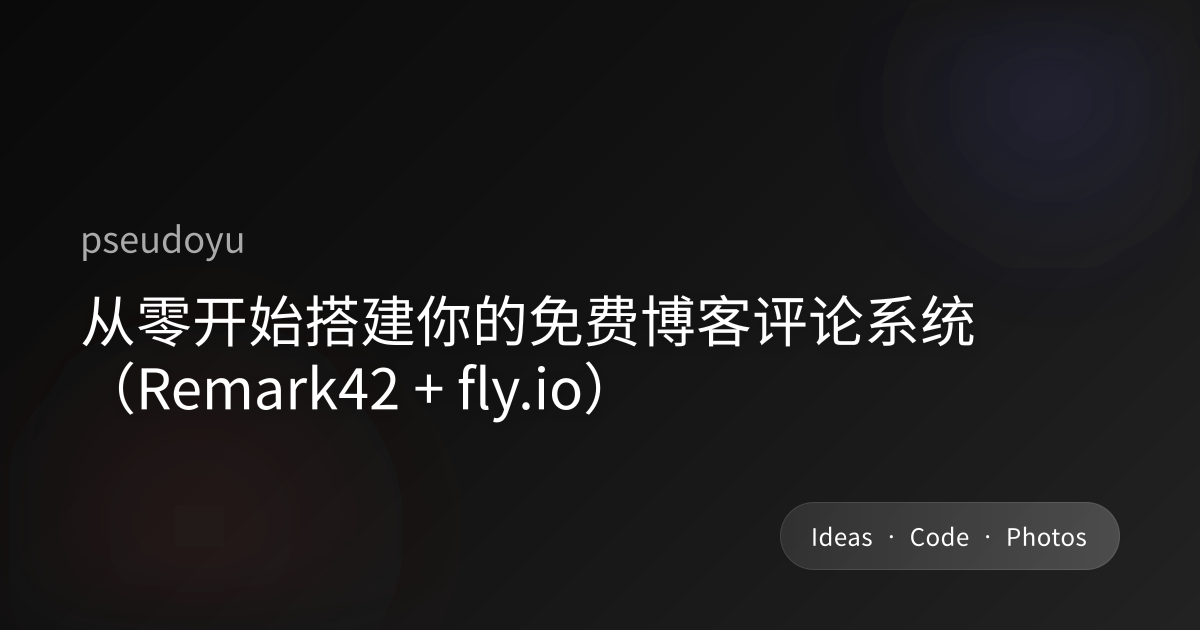 pseudoyu
从零开始搭建你的免费博客评论系统
（Remark42 + fly.io）
Ideas · Code · Photos